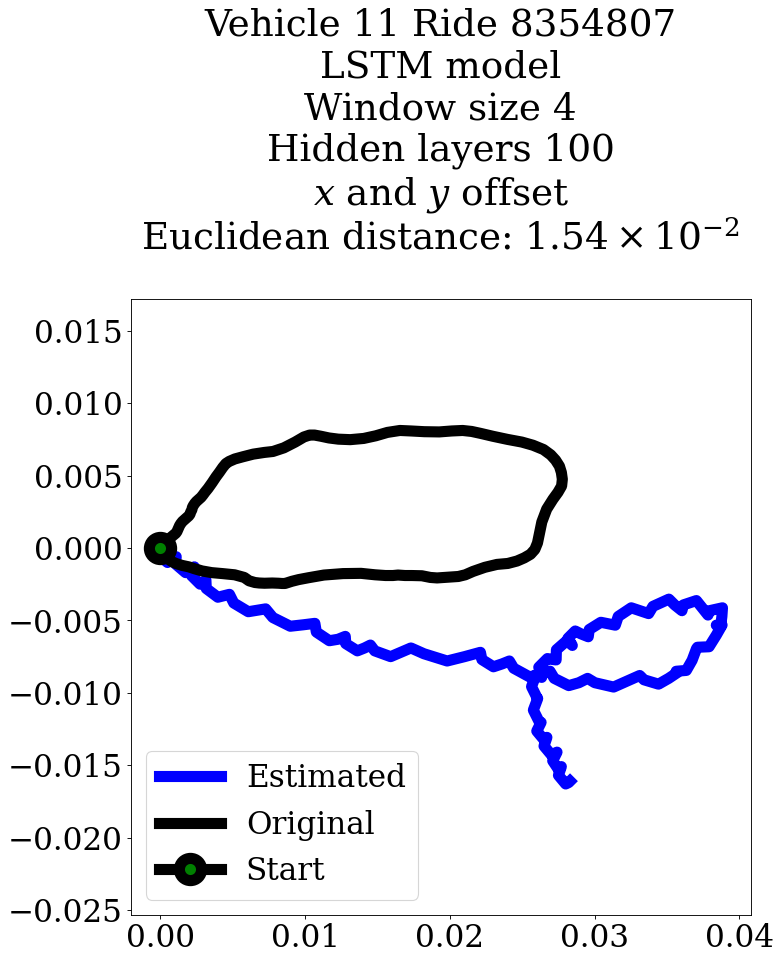 Vehicle 11 Ride 8354807
LSTM model
Window size 4
Hidden layers 100
x and y offset
Euclidean distance: 1.54 × 10⁻²
0.015
0.010
0.005
0.000
−0.005
−0.010
−0.015
−0.020
−0.025
Estimated
Original
Start
0.00 0.01 0.02 0.03 0.04